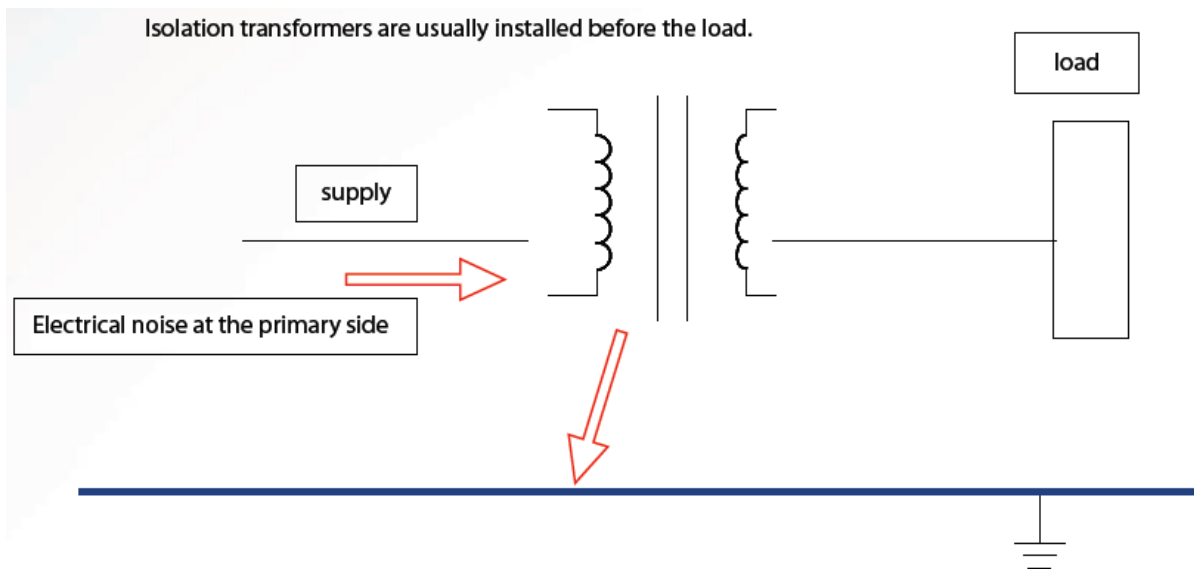 Isolation transformers are usually installed before the load.
load
supply
Electrical noise at the primary side